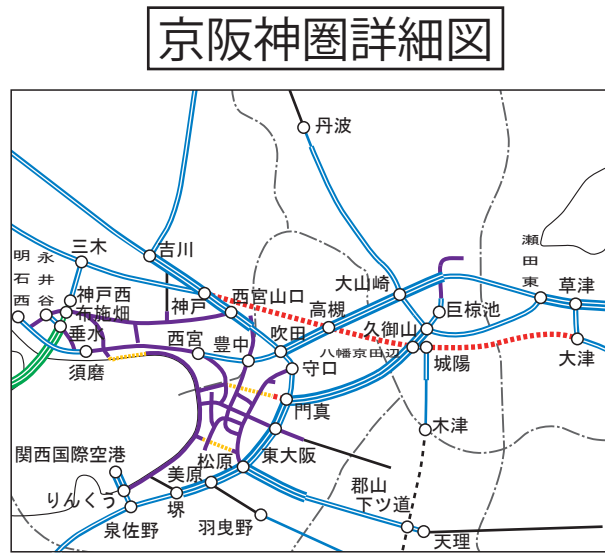 京阪神圏詳細図
丹波
瀬田東
明石西
永井谷
三木
吉川
大山崎
草津
神戸西
神戸
西宮山口
高槻
巨椋池
布施畑
久御山
垂水
西宮
豊中
吹田
八幡京田辺
城陽
大津
須磨
守口
門真
木津
関西国際空港
松原
東大阪
美原
りんくう
堺
郡山
下ツ道
泉佐野
羽曳野
天理